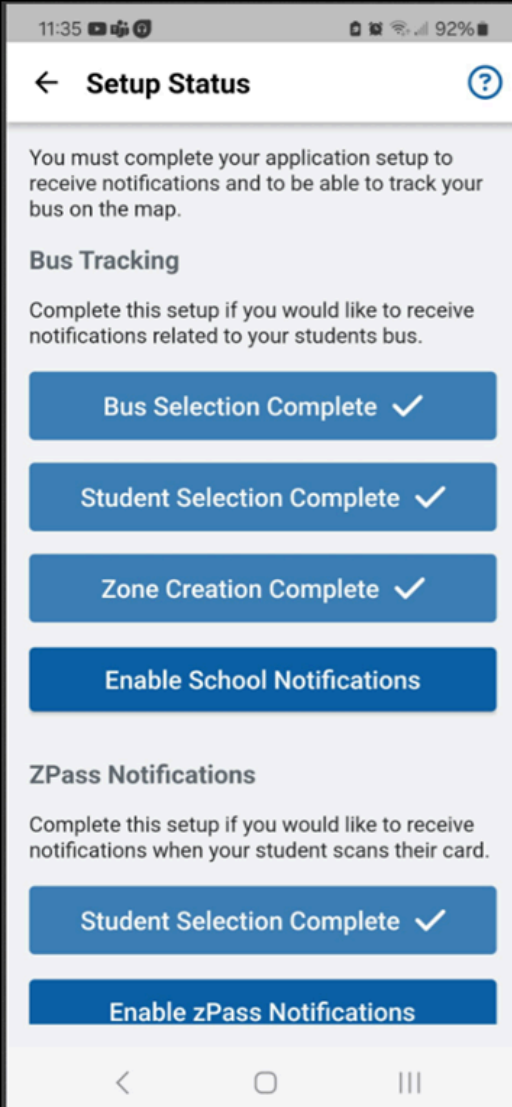 11:35 92%
Setup Status
?
You must complete your application setup to
receive notifications and to be able to track your
bus on the map.
Bus Tracking
Complete this setup if you would like to receive
notifications related to your students bus.
Bus Selection Complete
Student Selection Complete
Zone Creation Complete
Enable School Notifications
ZPass Notifications
Complete this setup if you would like to receive
notifications when your student scans their card.
Student Selection Complete
Enable zPass Notifications